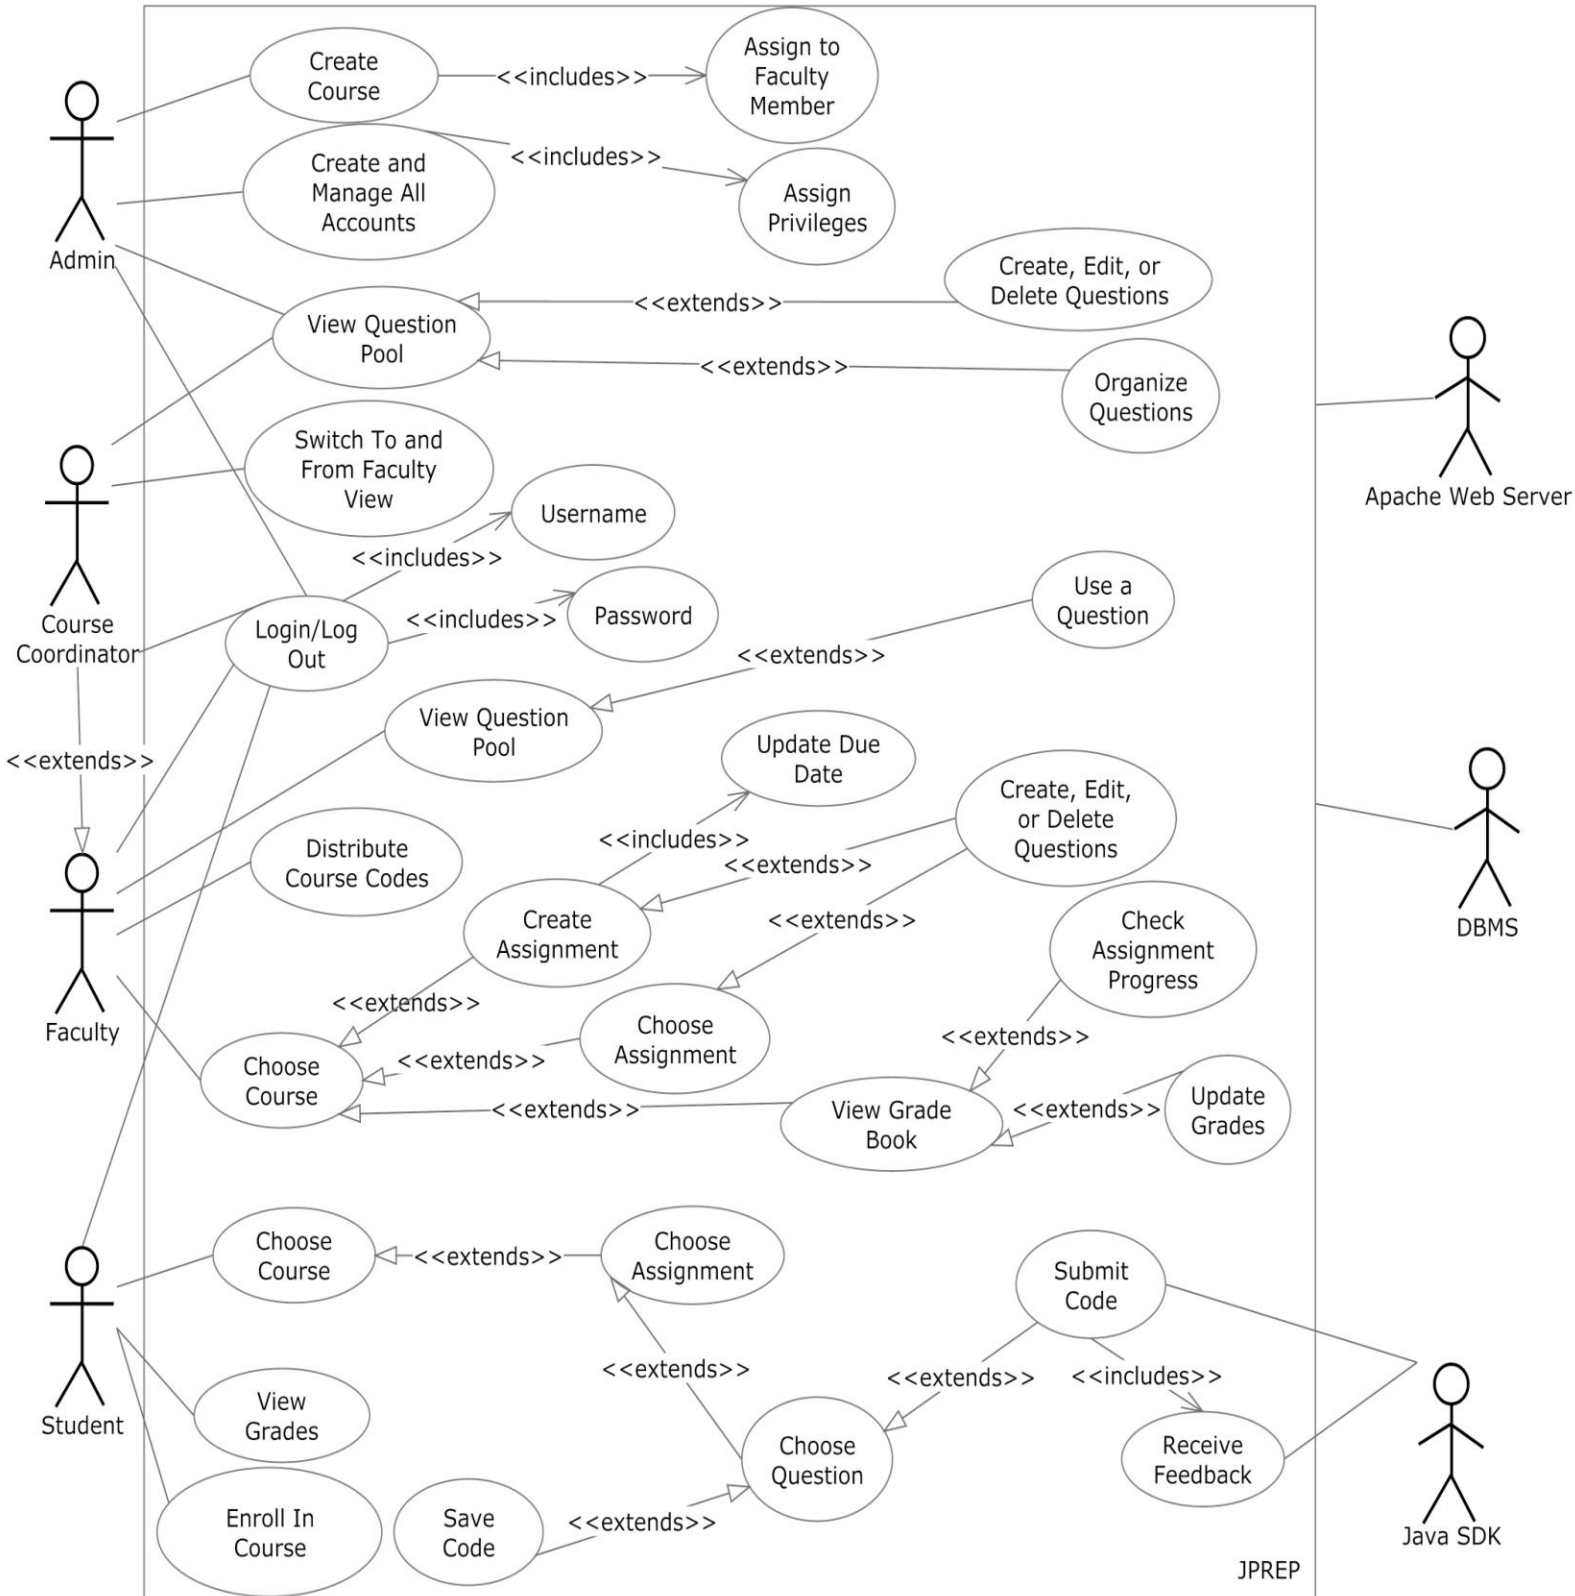 Create
Course
<<includes>>
Assign to
Faculty
Member
Admin
Create and
Manage All
Accounts
<<includes>>
Assign
Privileges
View Question
Pool
<<extends>>
Create, Edit, or
Delete Questions
<<extends>>
Organize
Questions
Apache Web Server
Switch To and
From Faculty
View
Course
Coordinator
<<extends>>
Login/Log
Out
<<includes>>
Username
<<includes>>
Password
View Question
Pool
<<extends>>
Use a
Question
Distribute
Course Codes
Faculty
Update Due
Date
<<includes>>
Create
Assignment
<<extends>>
Create, Edit,
or Delete
Questions
<<extends>>
DBMS
<<extends>>
Choose
Assignment
<<extends>>
Choose
Course
<<extends>>
View Grade
Book
<<extends>>
Check
Assignment
Progress
<<extends>>
Update
Grades
Student
Choose
Course
<<extends>>
Choose
Assignment
<<extends>>
Submit
Code
<<extends>>
<<includes>>
View
Grades
Choose
Question
Receive
Feedback
Enroll In
Course
Save
Code
<<extends>>
Java SDK
JPREP